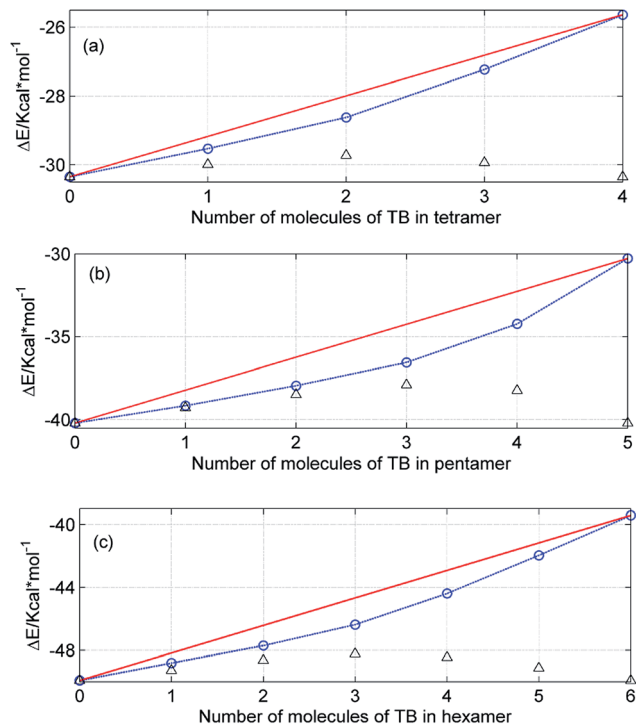 (a)
ΔE/Kcal*mol⁻¹
-26
-28
-30
0 1 2 3 4
Number of molecules of TB in tetramer
(b)
ΔE/Kcal*mol⁻¹
-30
-35
-40
0 1 2 3 4 5
Number of molecules of TB in pentamer
(c)
ΔE/Kcal*mol⁻¹
-40
-44
-48
0 1 2 3 4 5 6
Number of molecules of TB in hexamer